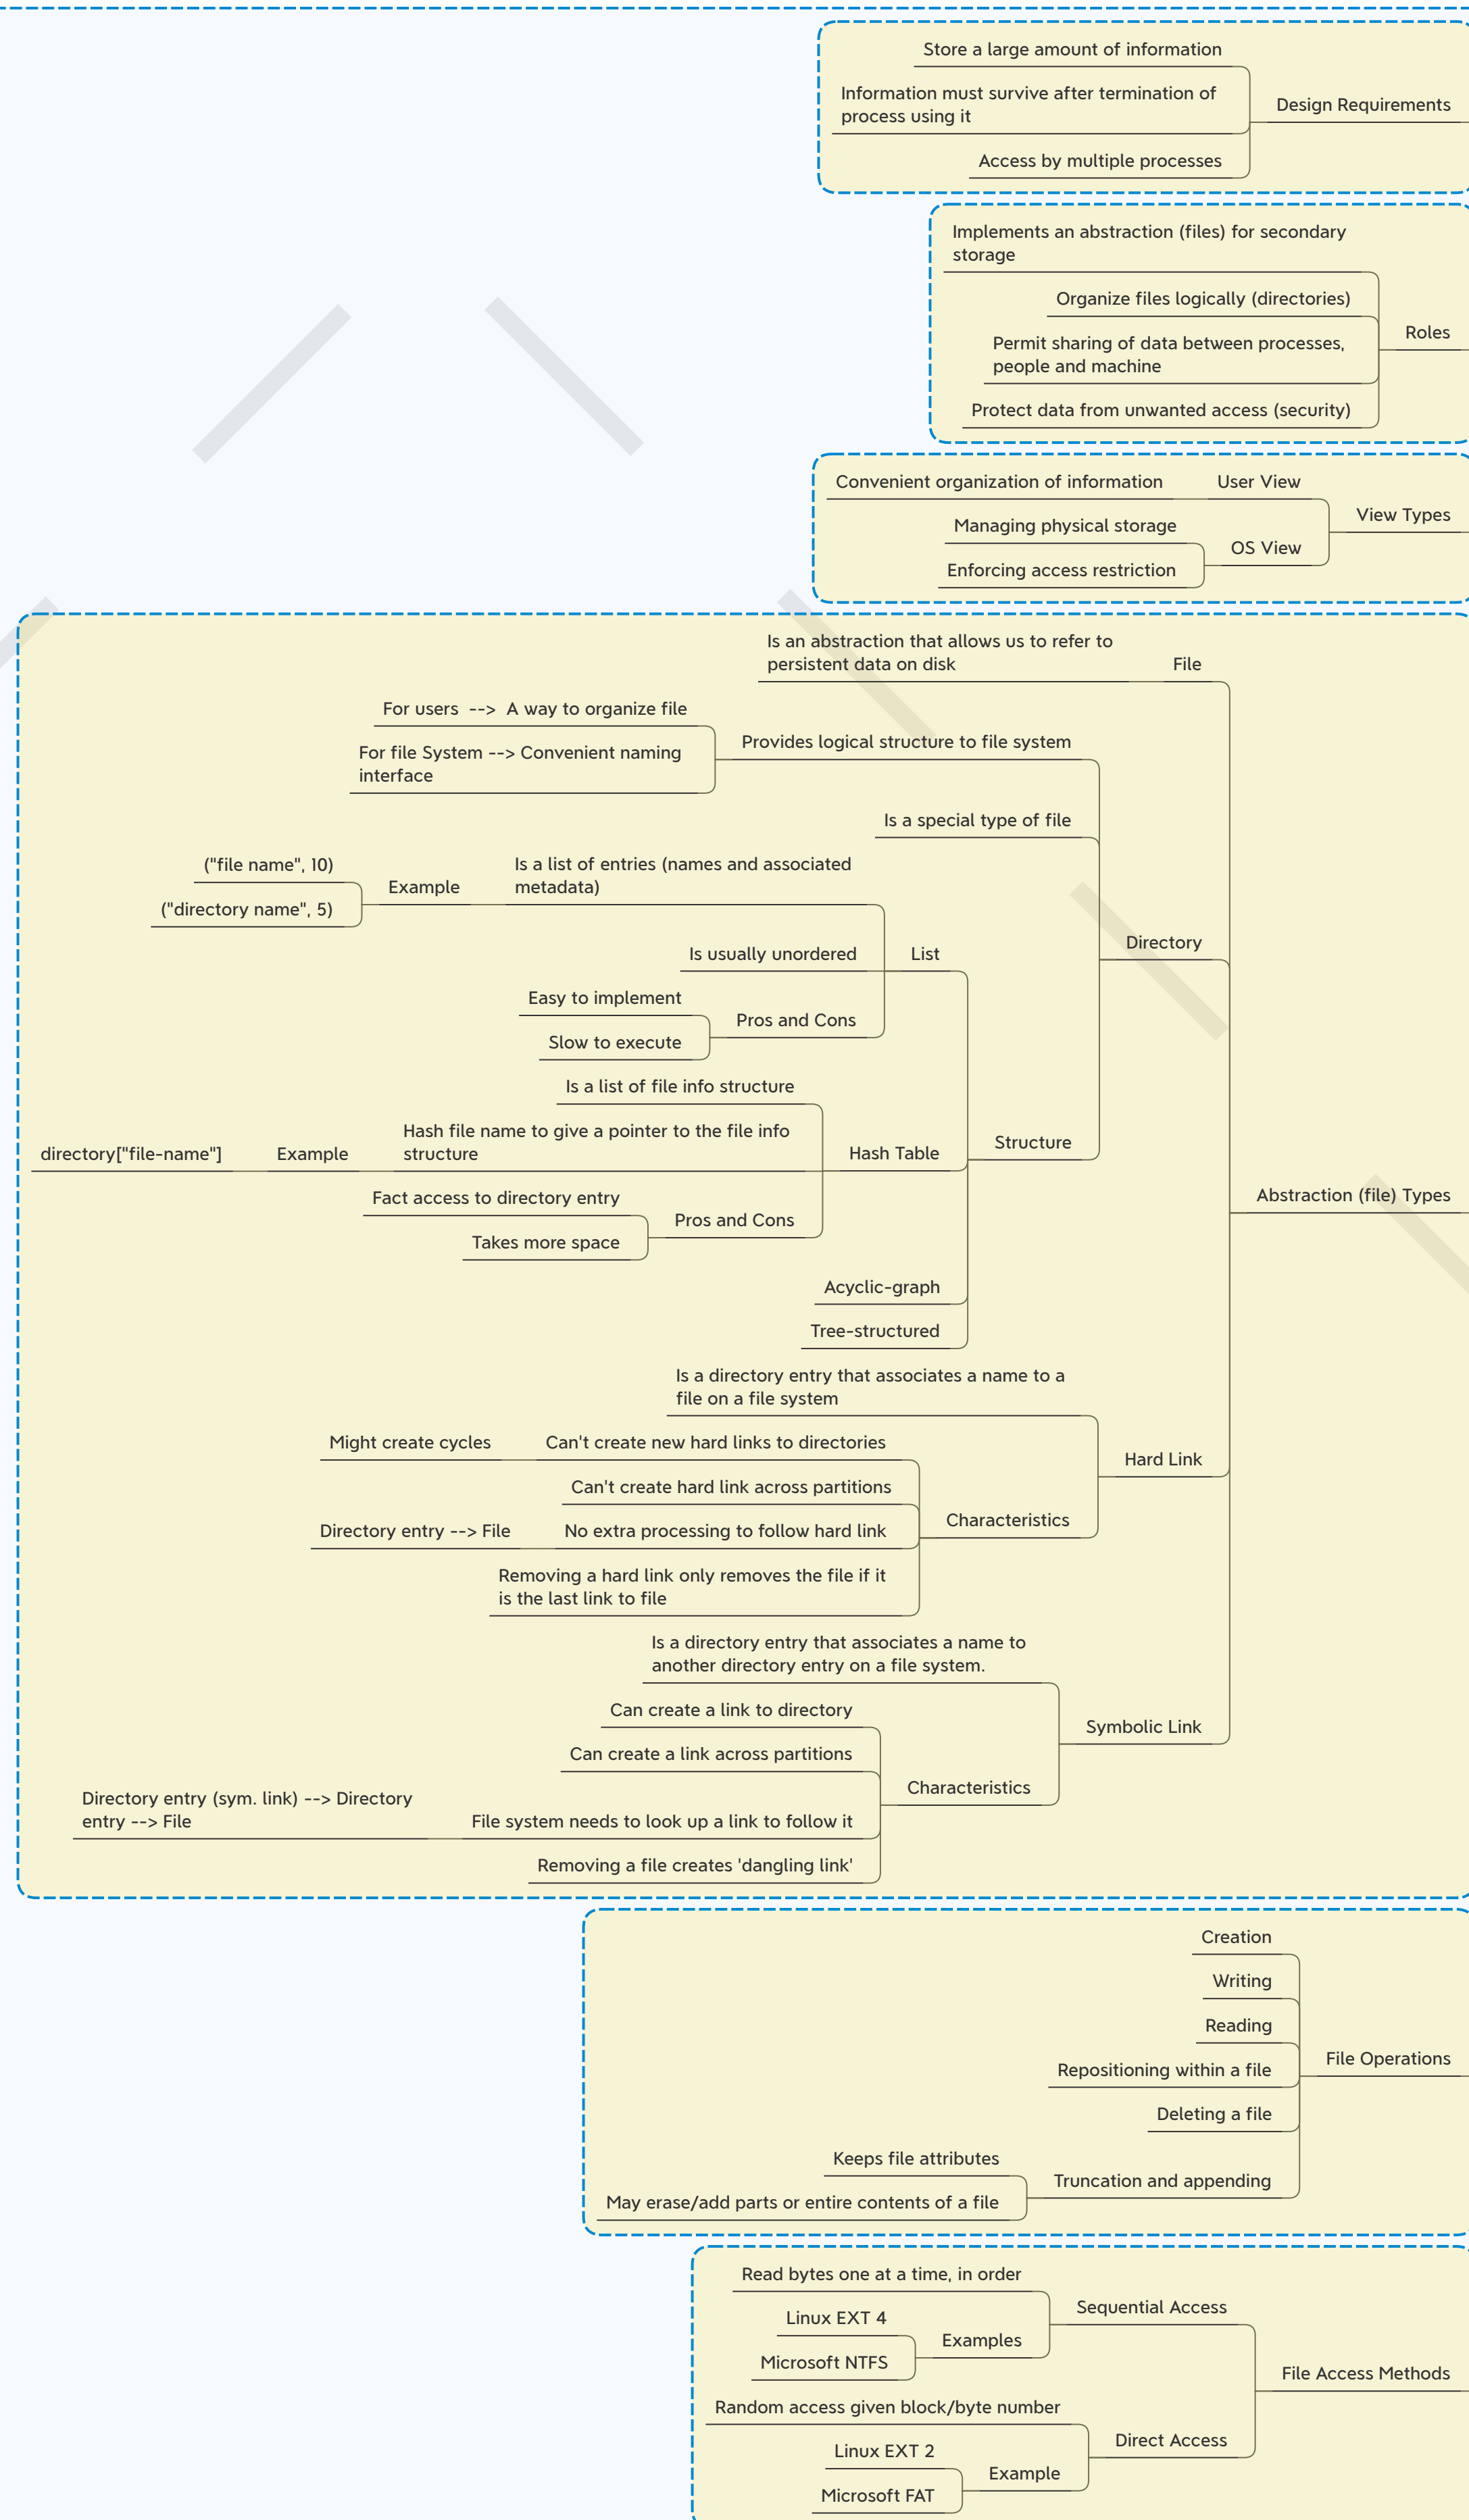 Store a large amount of information
Information must survive after termination of
process using it
Access by multiple processes
Design Requirements
Implements an abstraction (files) for secondary
storage
Organize files logically (directories)
Permit sharing of data between processes,
people and machine
Protect data from unwanted access (security)
Roles
Convenient organization of information
User View
Managing physical storage
Enforcing access restriction
OS View
View Types
Is an abstraction that allows us to refer to
persistent data on disk
File
For users --> A way to organize file
For file System --> Convenient naming
interface
Provides logical structure to file system
Is a special type of file
("file name", 10)
("directory name", 5)
Example
Is a list of entries (names and associated
metadata)
Is usually unordered
Easy to implement
Slow to execute
Pros and Cons
List
Is a list of file info structure
directory["file-name"]
Example
Hash file name to give a pointer to the file info
structure
Fact access to directory entry
Takes more space
Pros and Cons
Hash Table
Acyclic-graph
Tree-structured
Structure
Directory
Is a directory entry that associates a name to a
file on a file system
Might create cycles
Can't create new hard links to directories
Can't create hard link across partitions
Directory entry --> File
No extra processing to follow hard link
Removing a hard link only removes the file if it
is the last link to file
Characteristics
Hard Link
Is a directory entry that associates a name to
another directory entry on a file system.
Can create a link to directory
Can create a link across partitions
Directory entry (sym. link) --> Directory
entry --> File
File system needs to look up a link to follow it
Removing a file creates 'dangling link'
Characteristics
Symbolic Link
Abstraction (file) Types
Creation
Writing
Reading
Repositioning within a file
Deleting a file
Keeps file attributes
May erase/add parts or entire contents of a file
Truncation and appending
File Operations
Read bytes one at a time, in order
Linux EXT 4
Microsoft NTFS
Examples
Sequential Access
Random access given block/byte number
Linux EXT 2
Microsoft FAT
Example
Direct Access
File Access Methods